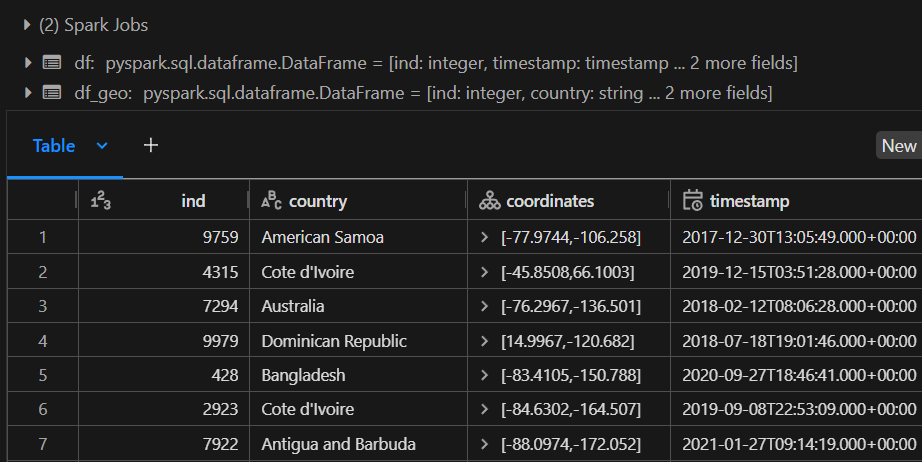 (2) Spark Jobs
df: pyspark.sql.dataframe.DataFrame = [ind: integer, timestamp: timestamp ... 2 more fields]
df_geo: pyspark.sql.dataframe.DataFrame = [ind: integer, country: string ... 2 more fields]
Table + New
1 2 3 ind A B C country coordinates timestamp
1 9759 American Samoa > [-77.9744,-106.258] 2017-12-30T13:05:49.000+00:00
2 4315 Cote d'Ivoire > [-45.8508,66.1003] 2019-12-15T03:51:28.000+00:00
3 7294 Australia > [-76.2967,-136.501] 2018-02-12T08:06:28.000+00:00
4 9979 Dominican Republic > [14.9967,-120.682] 2018-07-18T19:01:46.000+00:00
5 428 Bangladesh > [-83.4105,-150.788] 2020-09-27T18:46:41.000+00:00
6 2923 Cote d'Ivoire > [-84.6302,-164.507] 2019-09-08T22:53:09.000+00:00
7 7922 Antigua and Barbuda > [-88.0974,-172.052] 2021-01-27T09:14:19.000+00:00